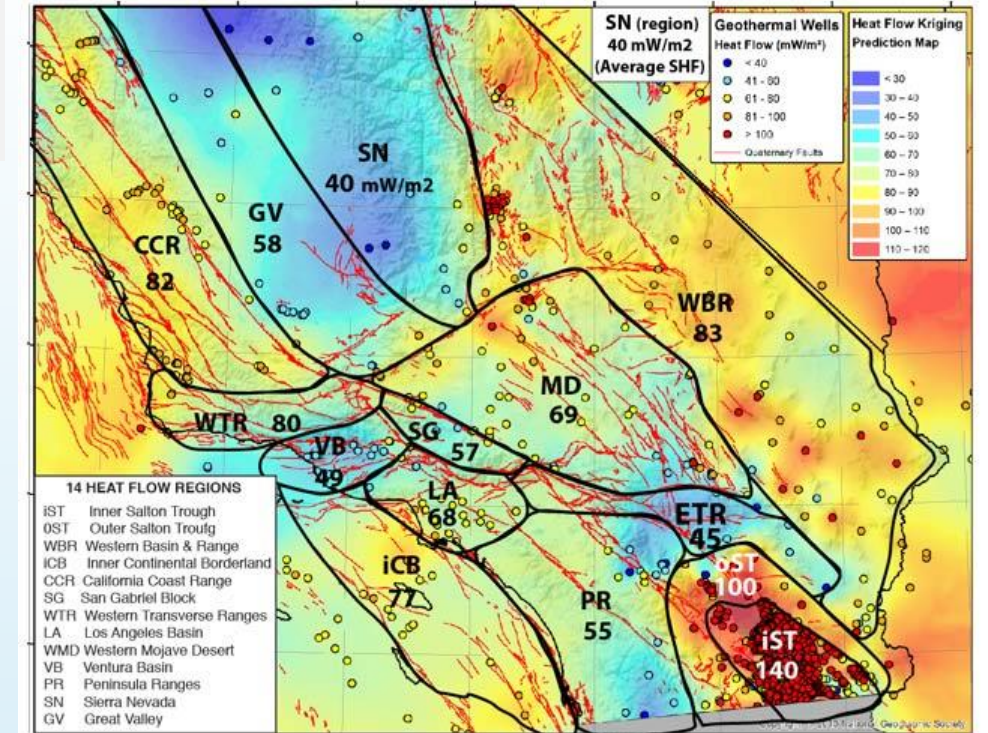 SN (region)
40 mW/m2
(Average SHF)
Geothermal Wells
Heat Flow (mW/m²)
< 40
41 - 60
61 - 80
81 - 100
> 100
Quaternary Faults
Heat Flow Kriging
Prediction Map
< 30
30 – 40
40 – 50
50 – 60
60 – 70
70 – 80
80 – 90
90 – 100
100 – 110
110 – 120
SN
40 mW/m2
GV
58
CCR
82
WBR
83
MD
69
WTR 80
SG
57
VB
49
LA
68
ETR
45
iCB
77
oST
100
PR
55
iST
140
14 HEAT FLOW REGIONS
iST Inner Salton Trough
0ST Outer Salton Troutg
WBR Western Basin & Range
iCB Inner Continental Borderland
CCR California Coast Range
SG San Gabriel Block
WTR Western Transverse Ranges
LA Los Angeles Basin
WMD Western Mojave Desert
VB Ventura Basin
PR Peninsula Ranges
SN Sierra Nevada
GV Great Valley
National Geographic Society